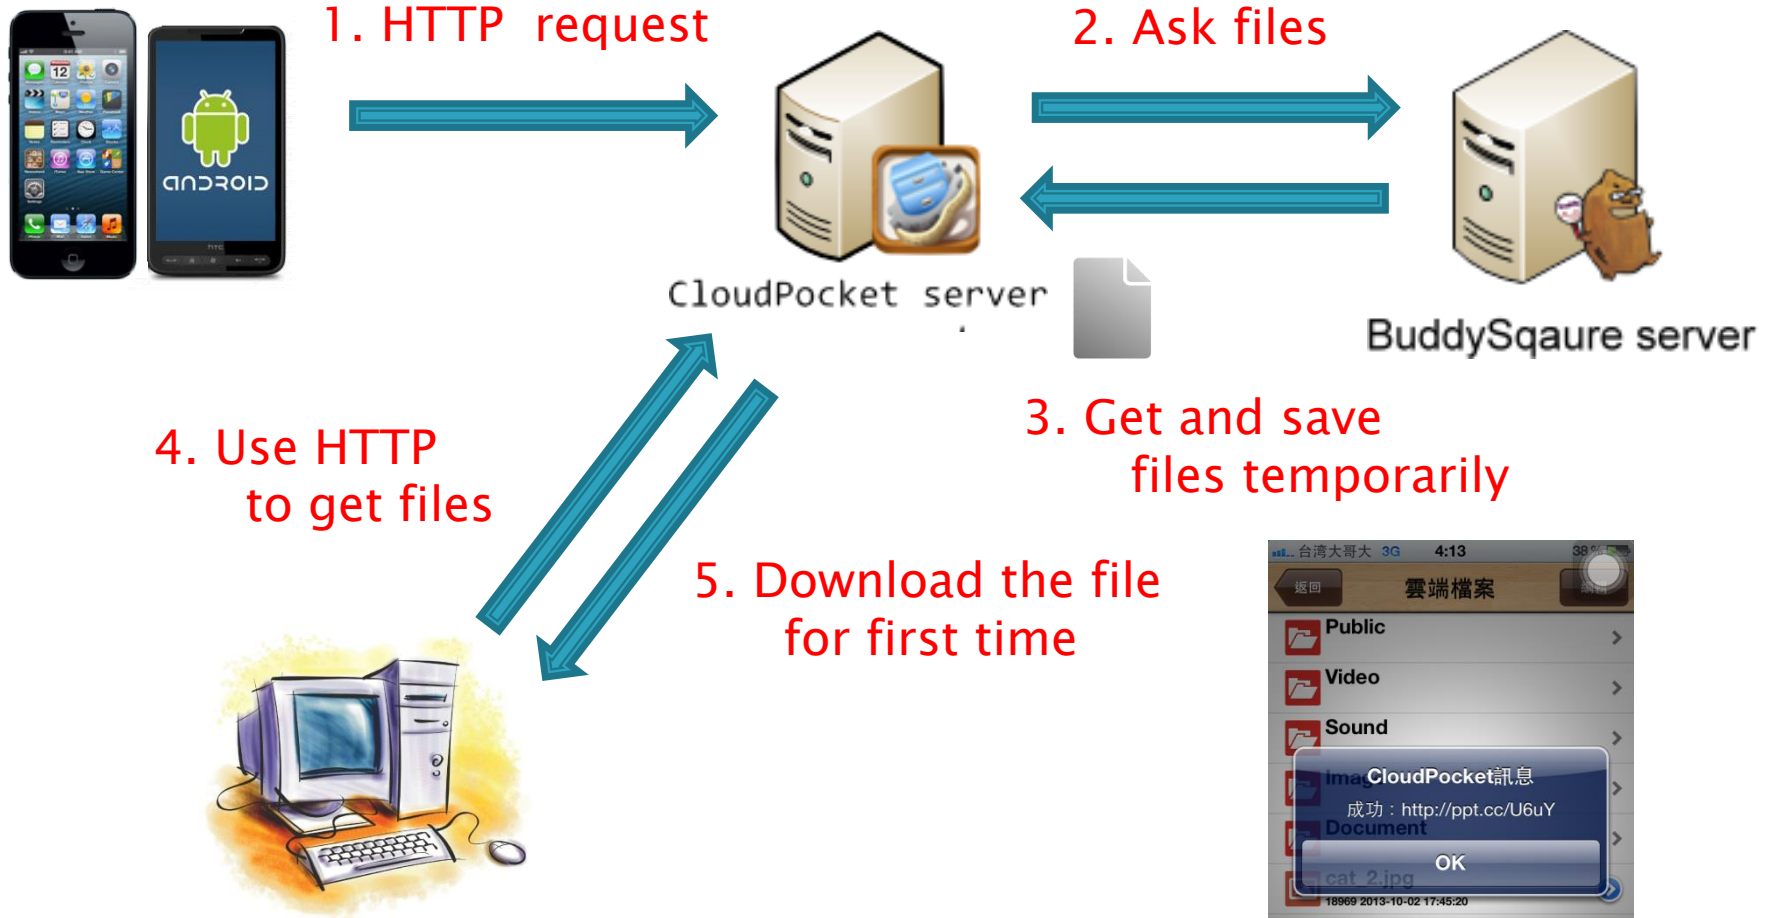 1. HTTP  request
2. Ask files
CloudPocket server
BuddySqaure server
3. Get and save
files temporarily
4. Use HTTP
to get files
5. Download the file
for first time
ANDROID
htc
12
台湾大哥大 3G 4:13 38%
返回
雲端檔案
Public
Video
Sound
Document
CloudPocket訊息
成功：http://ppt.cc/U6uY
OK
cat_2.jpg
18969 2013-10-02 17:45:20